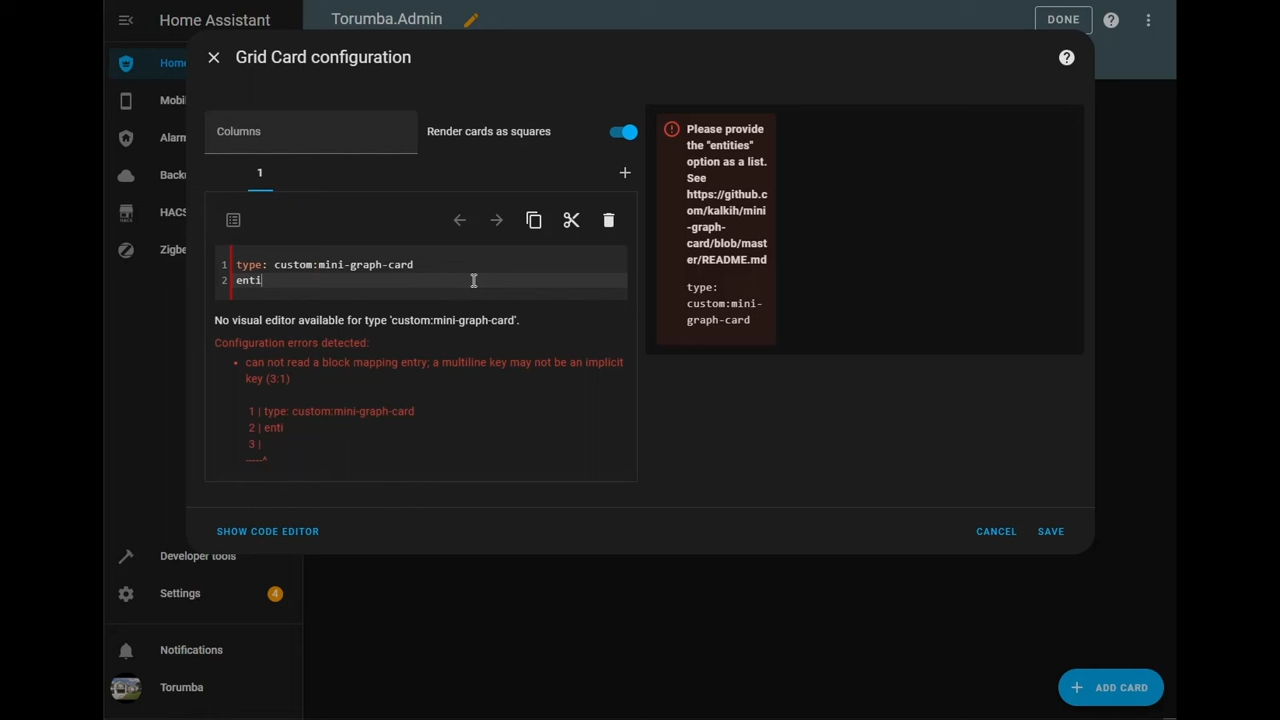 Home Assistant
Torumba.Admin
DONE
Home
Mobil
Alarm
Back
HACS
Zigbe
Developer tools
Settings
4
Notifications
Torumba
Grid Card configuration
Columns
Render cards as squares
1
1 type: custom:mini-graph-card
2 enti
No visual editor available for type 'custom:mini-graph-card'.
Configuration errors detected:
• can not read a block mapping entry; a multiline key may not be an implicit
key (3:1)
1 | type: custom:mini-graph-card
2 | enti
3 |
-----^
Please provide
the "entities"
option as a list.
See
https://github.c
om/kalkih/mini
-graph-
card/blob/mast
er/README.md
type:
custom:mini-
graph-card
SHOW CODE EDITOR
CANCEL
SAVE
ADD CARD